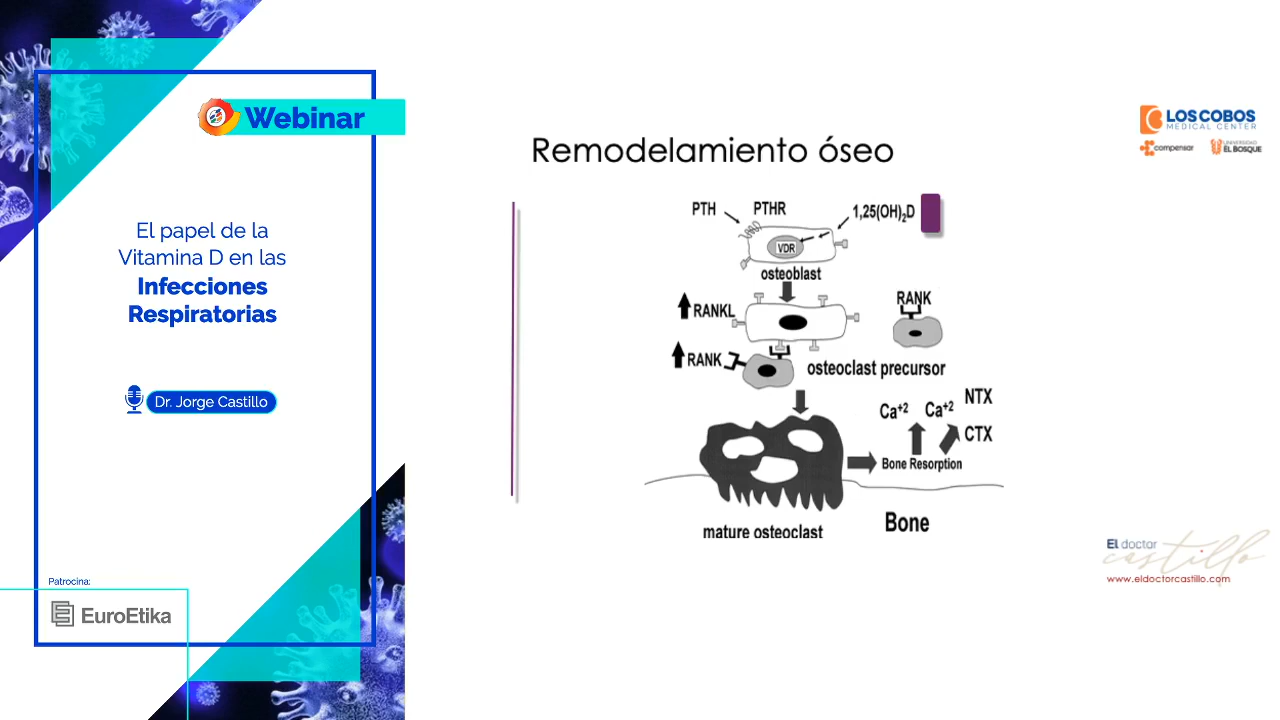 Webinar
El papel de la
Vitamina D en las
Infecciones
Respiratorias
Dr. Jorge Castillo
Patrocina:
EuroEtika
Remodelamiento óseo
PTH
PTHR
1,25(OH)₂D
VDR
osteoblast
RANKL
RANK
RANK
osteoclast precursor
Ca⁺²
Ca⁺²
NTX
CTX
Bone Resorption
mature osteoclast
Bone
LOS COBOS
MEDICAL CENTER
compensar
UNIVERSIDAD
EL BOSQUE
El doctor
castillo
www.eldoctorcastillo.com